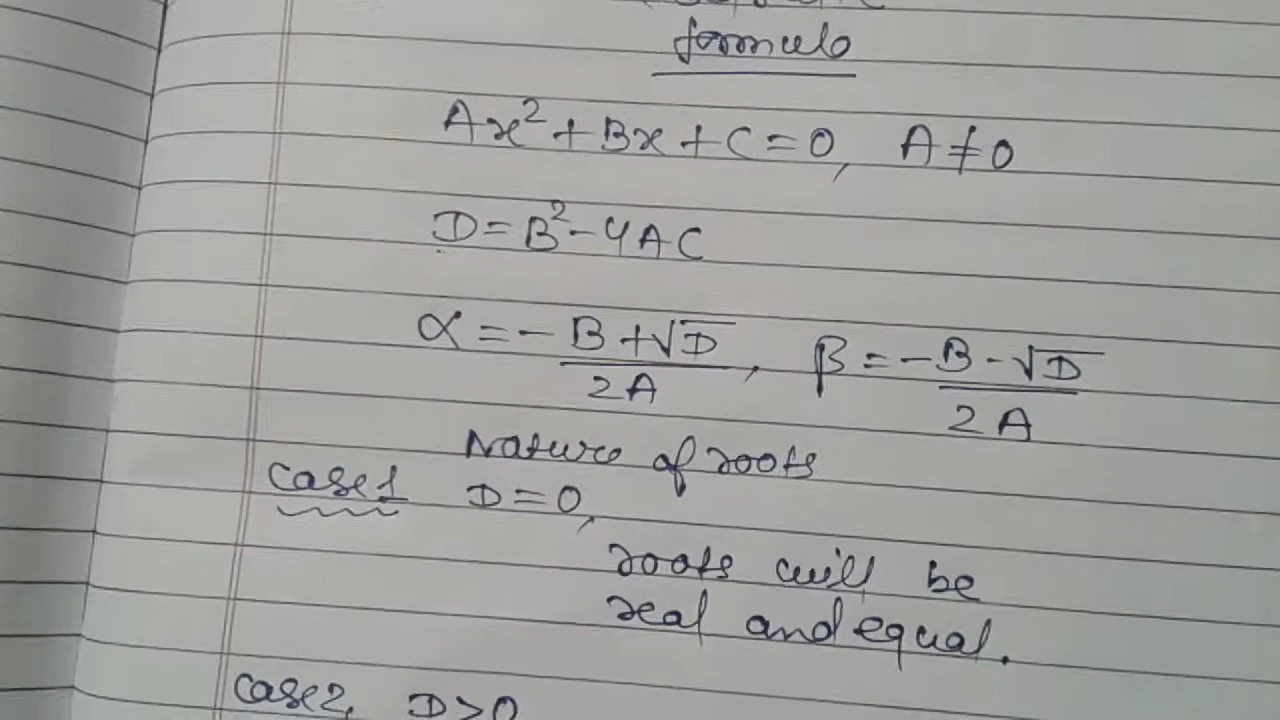 formula
Ax² + Bx + C = 0, A ≠ 0
D = B² - 4AC
α = -B + √D / 2A, β = -B - √D / 2A
Nature of roots
Case 1 D = 0,
roots will be
real and equal.
Case 2, D > 0